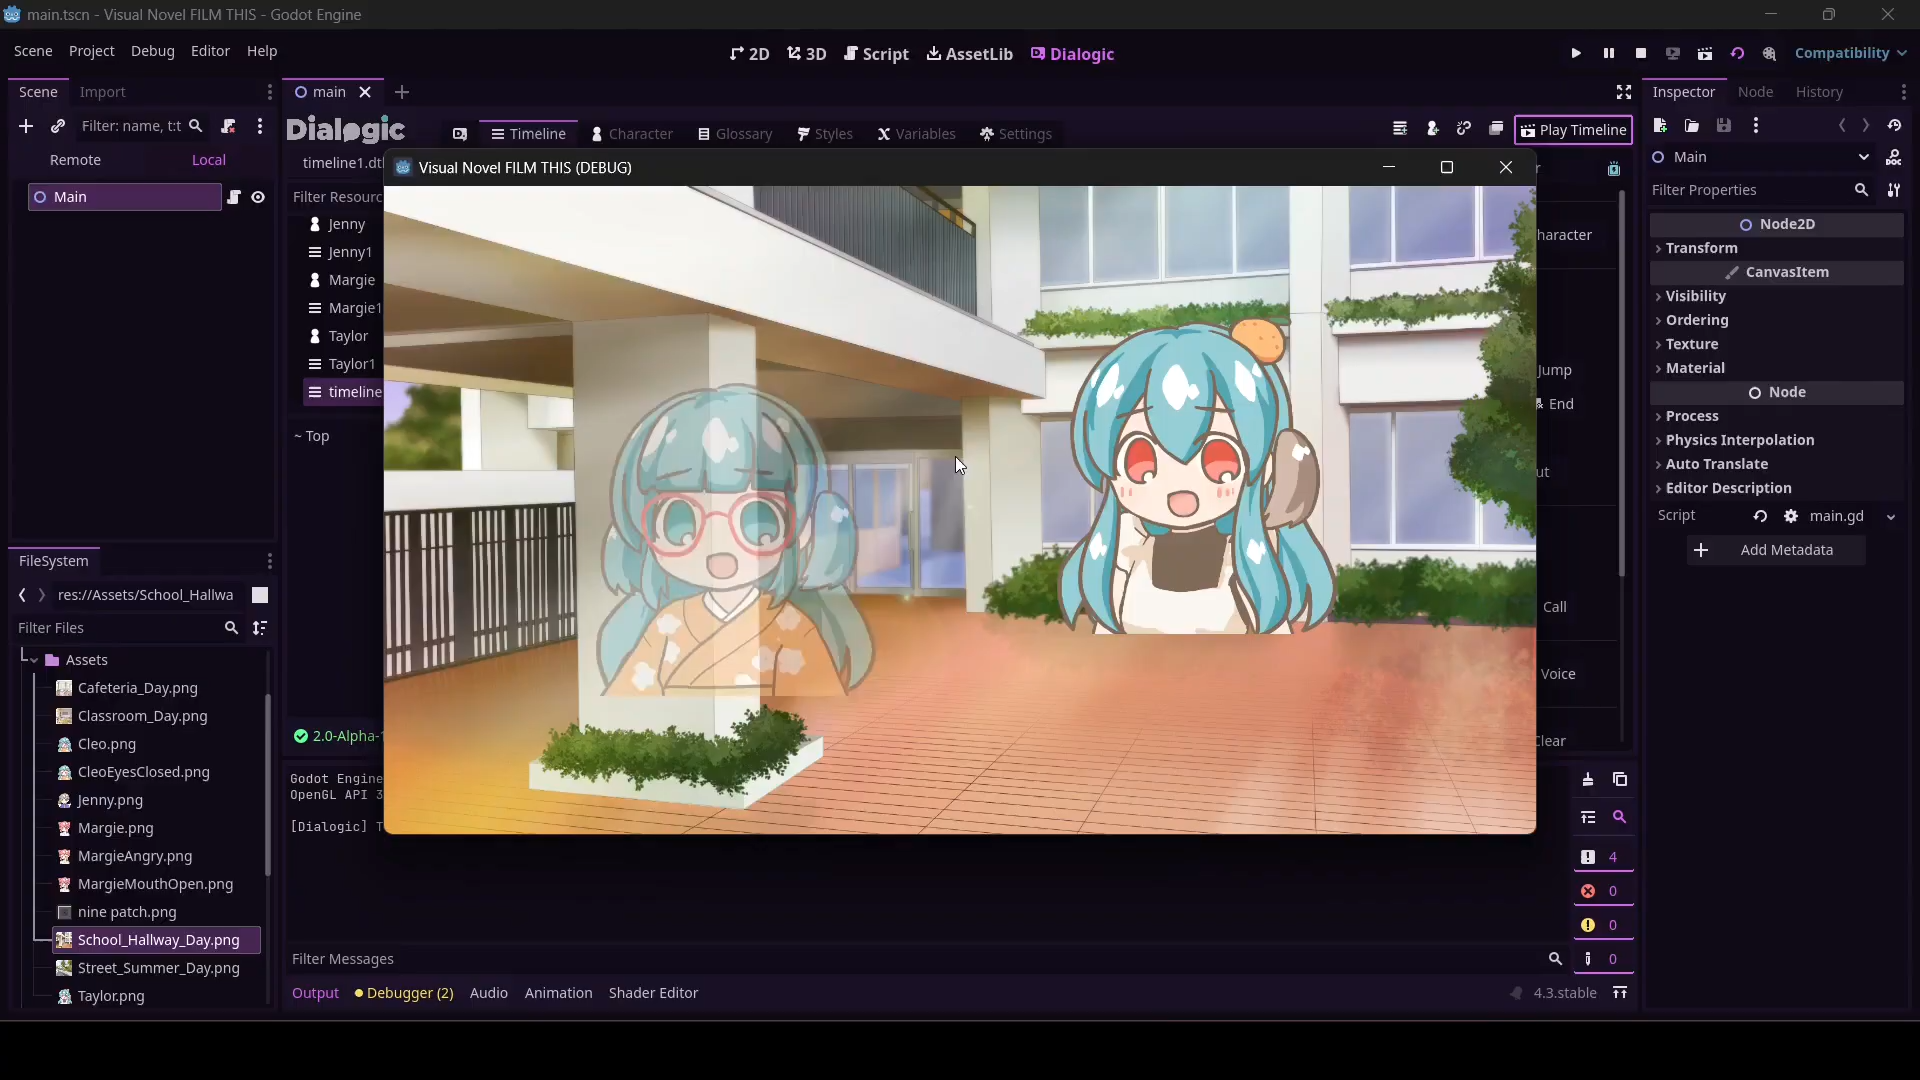 main.tscn - Visual Novel FILM THIS - Godot Engine
Scene Project Debug Editor Help
2D 3D Script AssetLib Dialogic
Compatibility
Scene Import
Filter: name, t:t
Remote Local
Main
main
Dialogic
Timeline Character Glossary Styles Variables Settings
Play Timeline
timeline1.dt
Filter Resourc
Jenny
Jenny1
Margie
Margie1
Taylor
Taylor1
timeline
~ Top
2.0-Alpha-
Visual Novel FILM THIS (DEBUG)
haracter
Jump
& End
ut
Call
Voice
Clear
Godot Engine
OpenGL API 3
[Dialogic] T
4
0
0
0
Filter Messages
Output Debugger (2) Audio Animation Shader Editor
4.3.stable
FileSystem
res://Assets/School_Hallwa
Filter Files
Assets
Cafeteria_Day.png
Classroom_Day.png
Cleo.png
CleoEyesClosed.png
Jenny.png
Margie.png
MargieAngry.png
MargieMouthOpen.png
nine patch.png
School_Hallway_Day.png
Street_Summer_Day.png
Taylor.png
Inspector Node History
Main
Filter Properties
Node2D
Transform
CanvasItem
Visibility
Ordering
Texture
Material
Node
Process
Physics Interpolation
Auto Translate
Editor Description
Script main.gd
Add Metadata